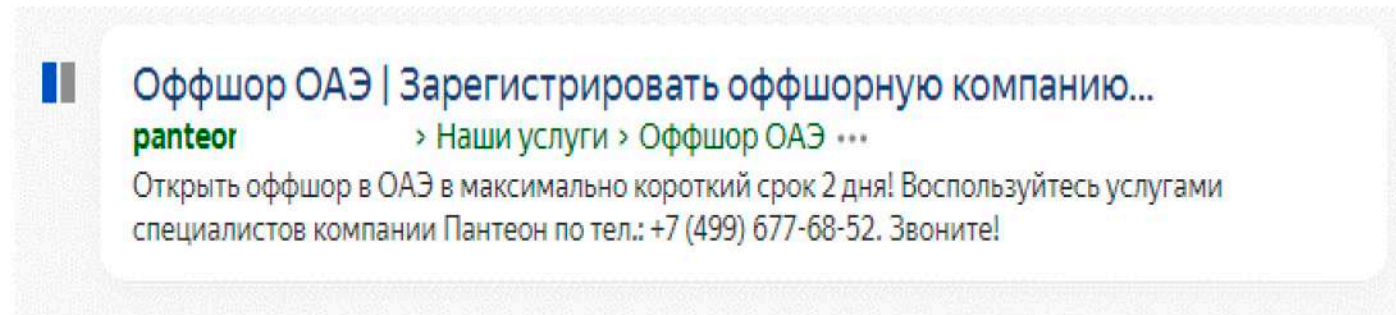 Оффшор ОАЭ | Зарегистрировать оффшорную компанию...
panteor > Наши услуги > Оффшор ОАЭ ...
Открыть оффшор в ОАЭ в максимально короткий срок 2 дня! Воспользуйтесь услугами
специалистов компании Пантеон по тел.: +7 (499) 677-68-52. Звоните!